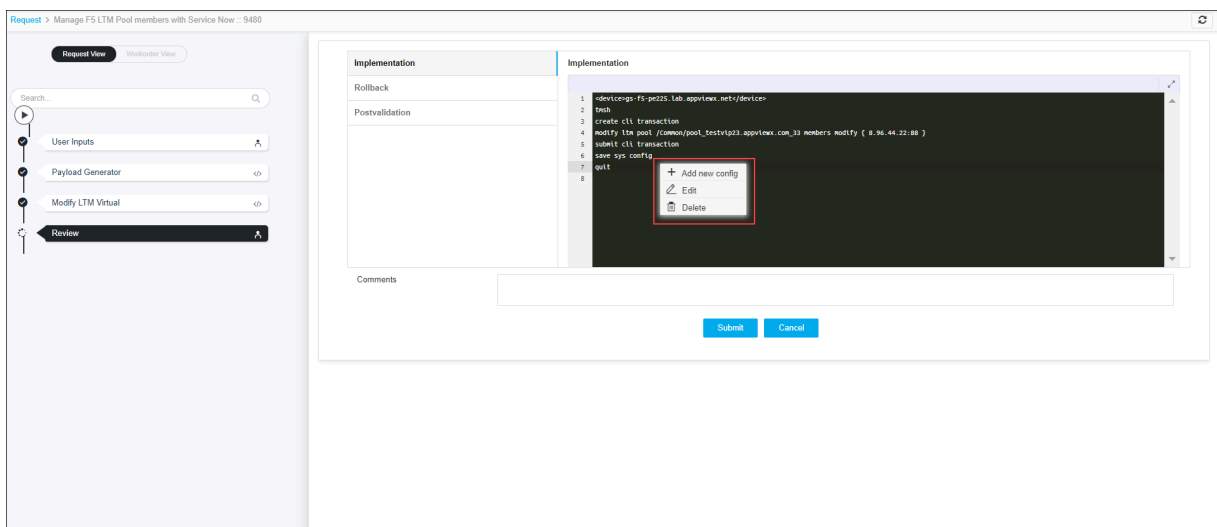 Request > Manage F5 LTM Pool members with Service Now :: 9480
Request View Workorder View
Search...
User Inputs
Payload Generator
</>
Modify LTM Virtual
</>
Review
Implementation
Rollback
Postvalidation
Implementation
1 <device>gs-f5-pe225.lab.appviewx.net</device>
2 tmsh
3 create cli transaction
4 modify ltm pool /Common/pool_testvip23.appviewx.com_33 members modify { 8.96.44.22:88 }
5 submit cli transaction
6 save sys config
7 quit
8
+ Add new config
Edit
Delete
Comments
Submit Cancel